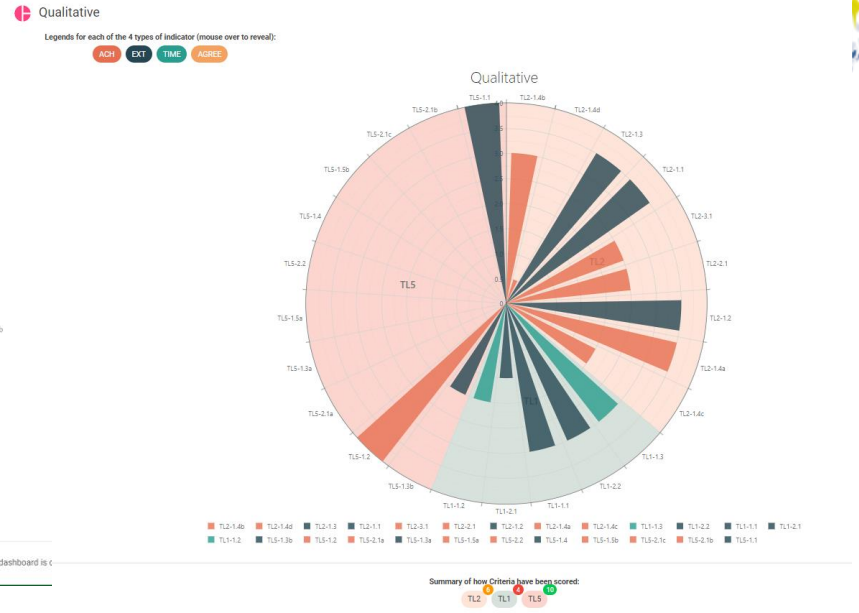 Qualitative
Legends for each of the 4 types of indicator (mouse over to reveal):
ACH EXT TIME AGREE
Qualitative
TL5-1.1 TL2-1.4b
TL5-2.1b TL2-1.4d
TL5-2.1c TL2-1.3
TL5-1.5b TL2-1.1
TL5-1.4 TL2-3.1
TL5-2.2 TL2 TL2-2.1
TL5
0.5
0
TL5-1.5a TL2-1.2
TL5-1.3a TL2-1.4a
TL5-2.1a TL1 TL2-1.4c
TL5-1.2 TL1-1.3
TL5-1.3b TL1-2.2
TL1-1.2 TL1-2.1 TL1-1.1
TL2-1.4b TL2-1.4d TL2-1.3 TL2-1.1 TL2-3.1 TL2-2.1 TL2-1.2 TL2-1.4a TL2-1.4c TL1-1.3 TL1-2.2 TL1-1.1 TL1-2.1
TL1-1.2 TL5-1.3b TL5-1.2 TL5-2.1a TL5-1.3a TL5-1.5a TL5-2.2 TL5-1.4 TL5-1.5b TL5-2.1c TL5-2.1b TL5-1.1
dashboard is
Summary of how Criteria have been scored:
TL2 6 TL1 4 TL5 10